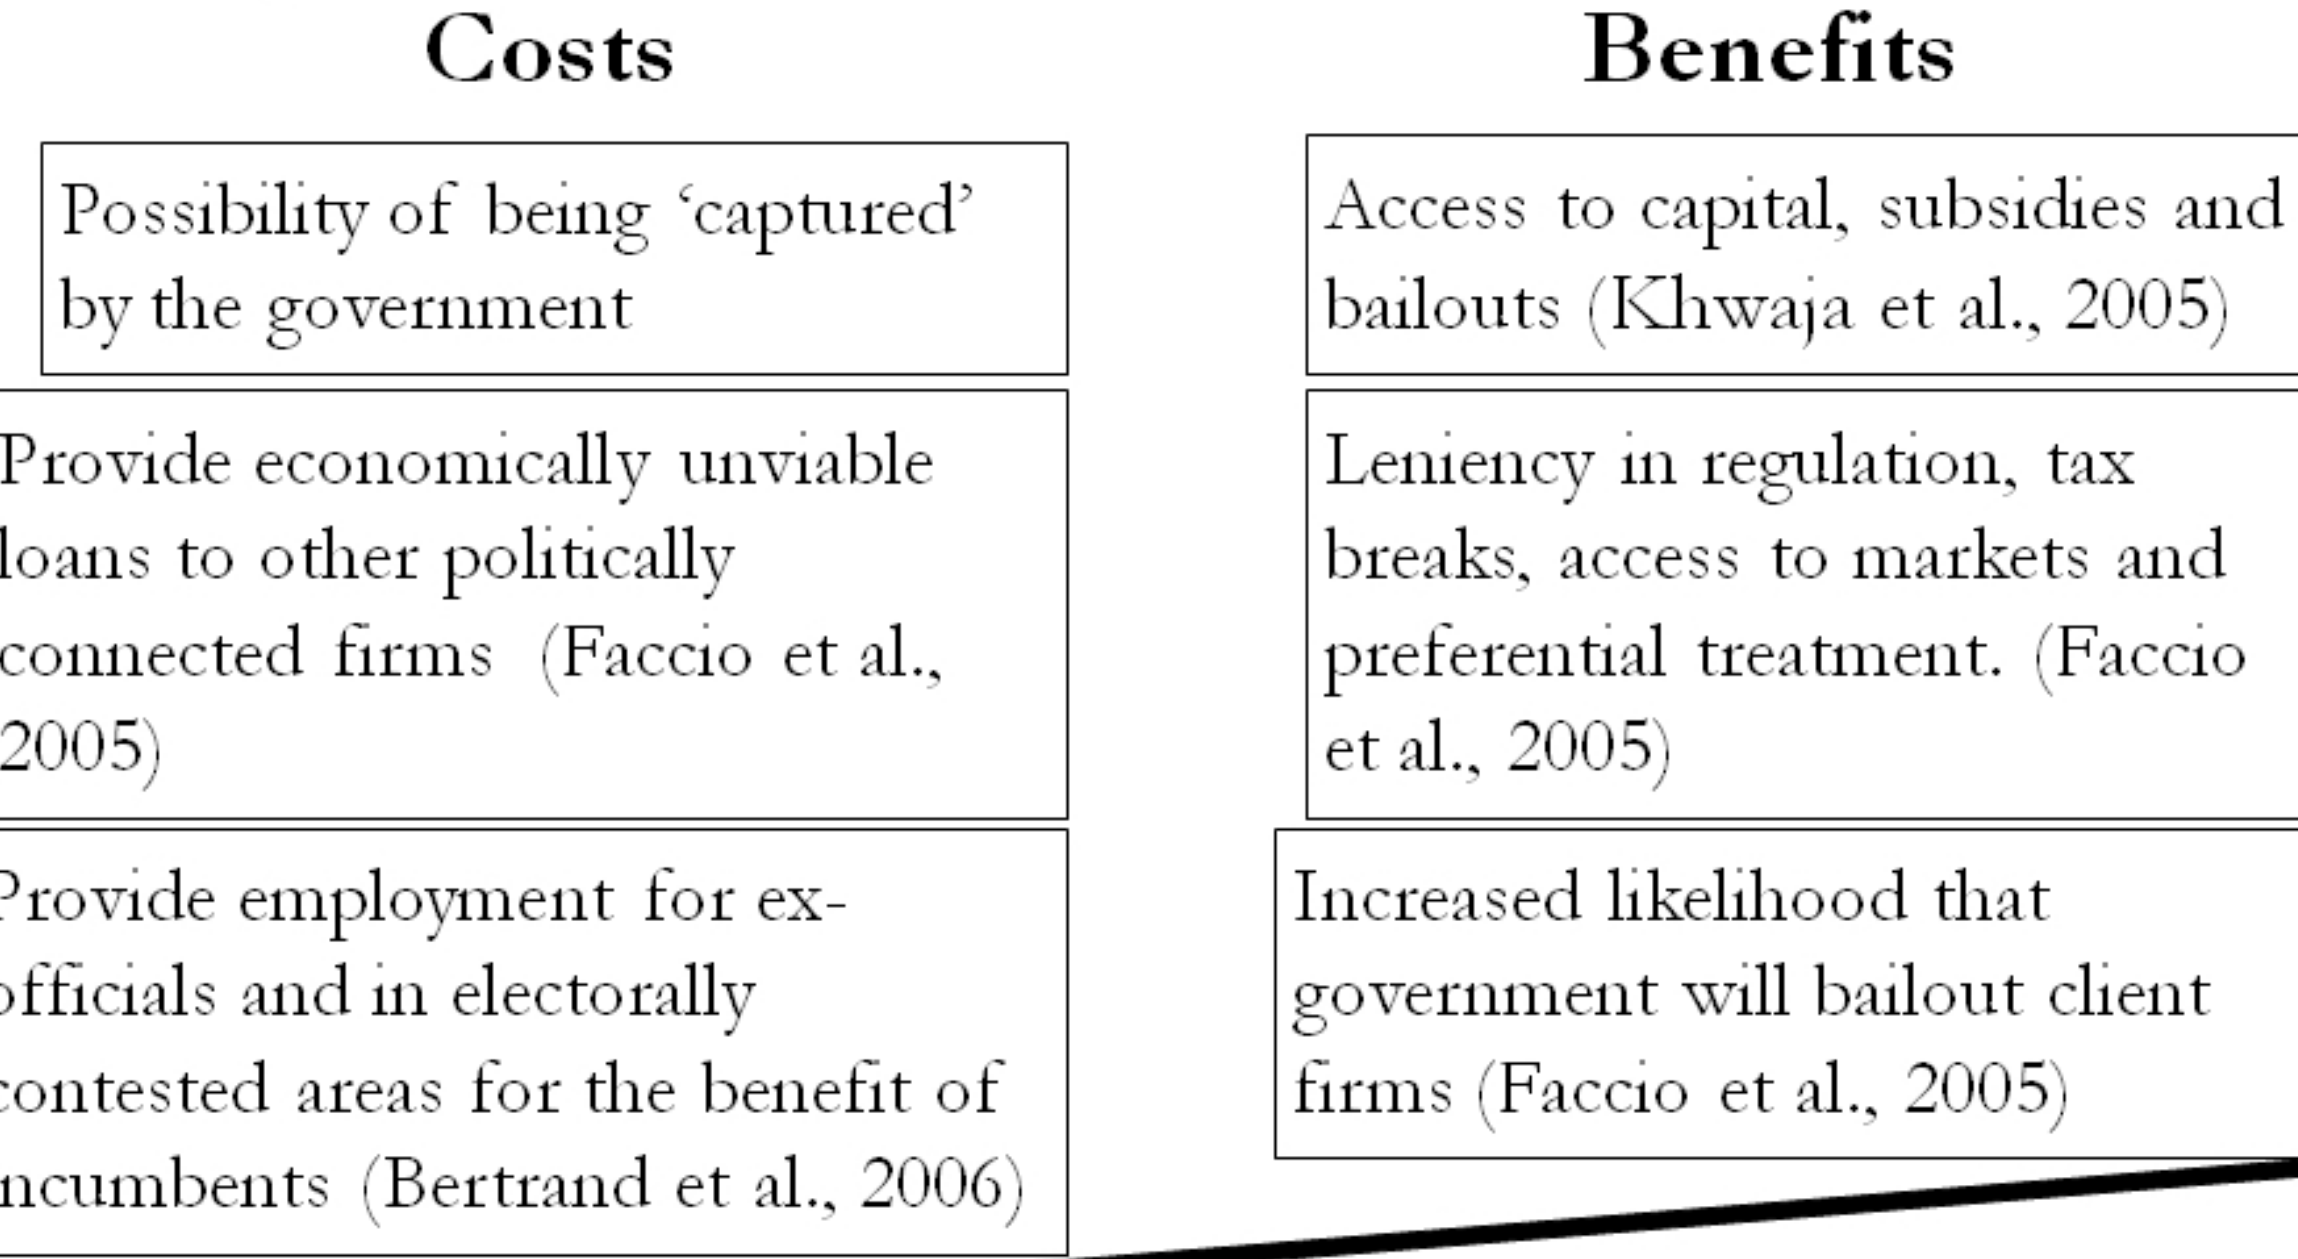 Costs
Possibility of being ‘captured’
by the government
Provide economically unviable
loans to other politically
connected firms (Faccio et al.,
2005)
Provide employment for ex-
officials and in electorally
contested areas for the benefit of
incumbents (Bertrand et al., 2006)
Benefits
Access to capital, subsidies and
bailouts (Khwaja et al., 2005)
Leniency in regulation, tax
breaks, access to markets and
preferential treatment. (Faccio
et al., 2005)
Increased likelihood that
government will bailout client
firms (Faccio et al., 2005)